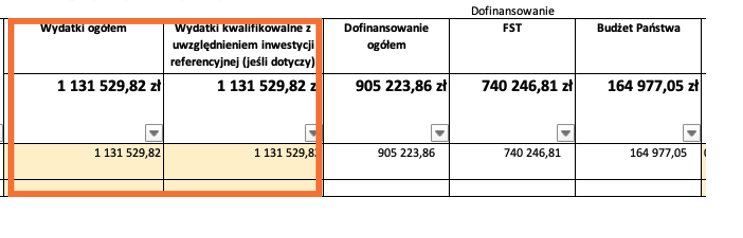 Dofinansowanie
Wydatki ogółem
Wydatki kwalifikowalne z
uwzględnieniem inwestycji
referencyjnej (jeśli dotyczy)
Dofinansowanie
ogółem
FST
Budżet Państwa
1 131 529,82 zł
1 131 529,82 z
905 223,86 zł
740 246,81 zł
164 977,05 zł
1 131 529,82
1 131 529,8
905 223,86
740 246,81
164 977,05